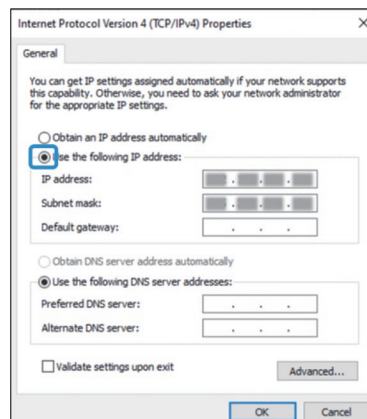 Internet Protocol Version 4 (TCP/IPv4) Properties
General
You can get IP settings assigned automatically if your network supports
this capability. Otherwise, you need to ask your network administrator
for the appropriate IP settings.
Obtain an IP address automatically
Use the following IP address:
IP address:
Subnet mask:
Default gateway:
Obtain DNS server address automatically
Use the following DNS server addresses:
Preferred DNS server:
Alternate DNS server:
Validate settings upon exit
Advanced...
OK
Cancel